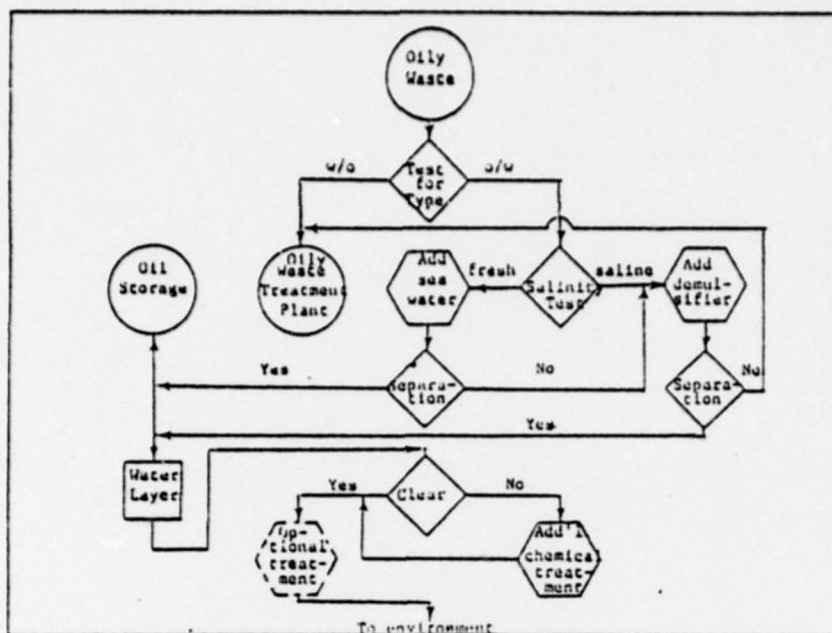 Oily
Waste
w/o
Test
for
Type
o/w
Oil
Storage
Oily
Waste
Treatment
Plant
Add
sea
water
fresh
Salinity
Test
saline
Add
demul-
sifier
Yes
Separa-
tion
No
Separa-
tion
No
Yes
Water
Layer
Yes
Clear
No
Op-
tional
treat-
ment
Add'l
chemical
treat-
ment
To environment